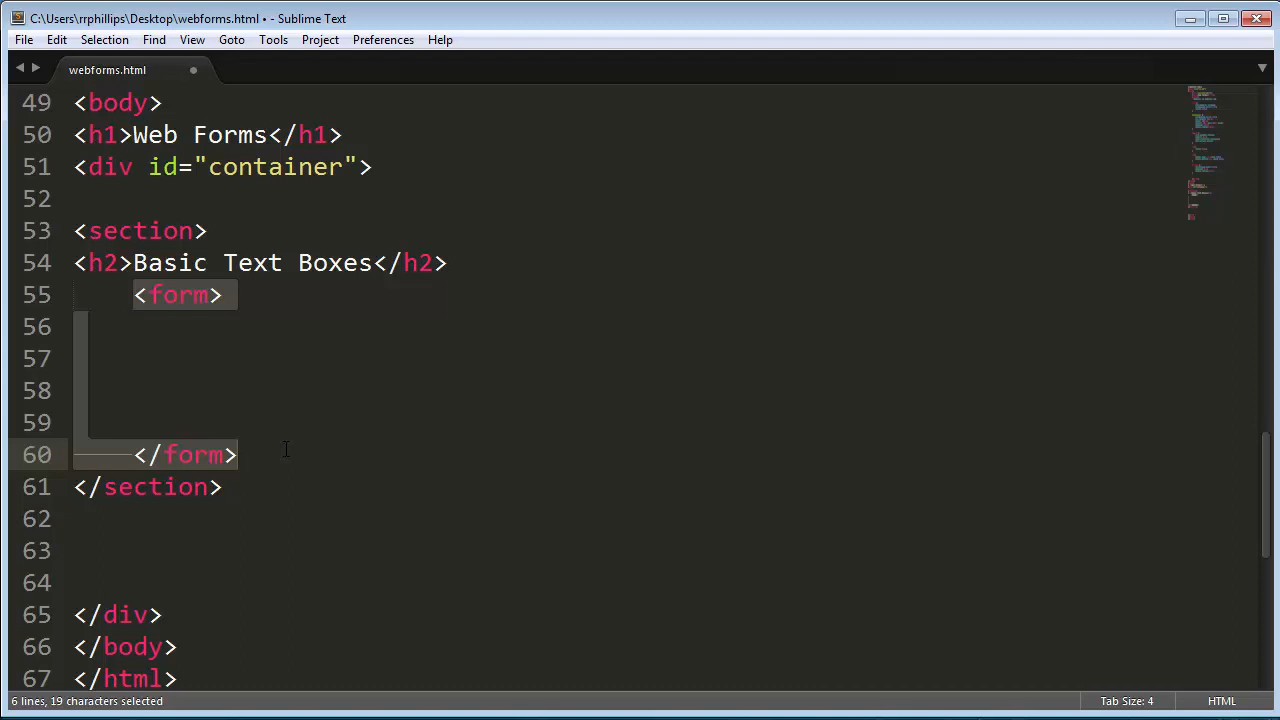 C:\Users\rrphillips\Desktop\webforms.html • - Sublime Text
File Edit Selection Find View Goto Tools Project Preferences Help
webforms.html
49 <body>
50 <h1>Web Forms</h1>
51 <div id="container">
52
53 <section>
54 <h2>Basic Text Boxes</h2>
55 <form>
56
57
58
59
60 </form>
61 </section>
62
63
64
65 </div>
66 </body>
67 </html>
6 lines, 19 characters selected Tab Size: 4 HTML